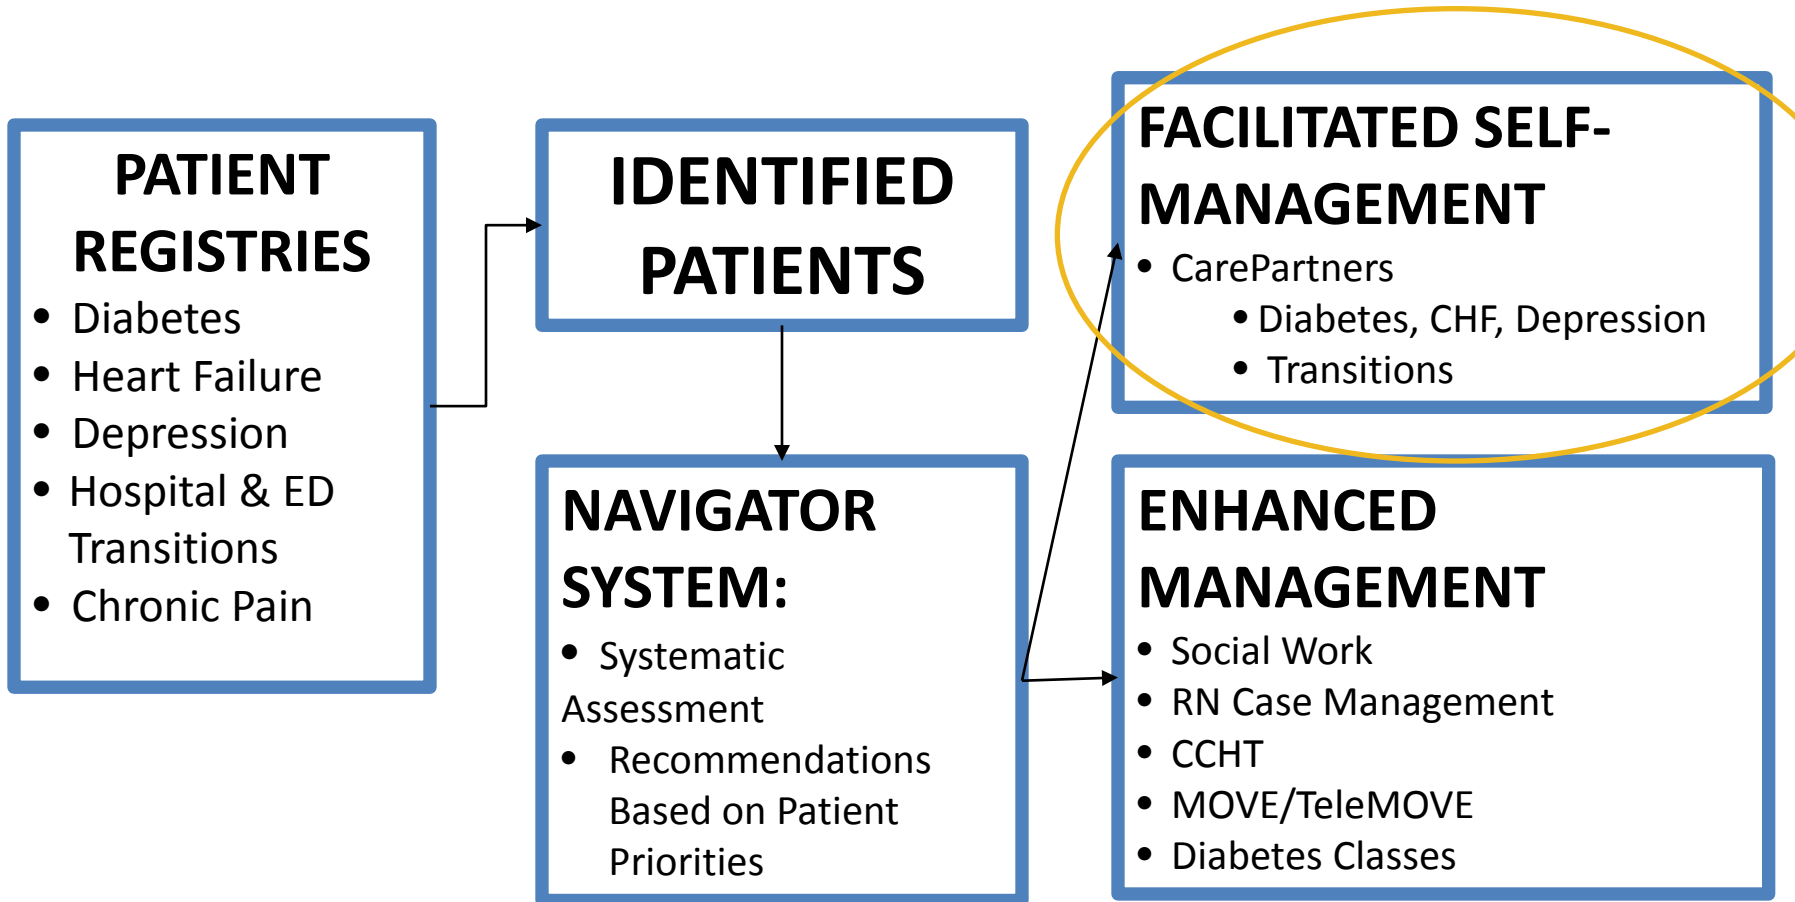 PATIENT
REGISTRIES
• Diabetes
• Heart Failure
• Depression
• Hospital & ED
Transitions
• Chronic Pain
IDENTIFIED
PATIENTS
NAVIGATOR
SYSTEM:
• Systematic
Assessment
• Recommendations
Based on Patient
Priorities
FACILITATED SELF-
MANAGEMENT
• CarePartners
• Diabetes, CHF, Depression
• Transitions
ENHANCED
MANAGEMENT
• Social Work
• RN Case Management
• CCHT
• MOVE/TeleMOVE
• Diabetes Classes